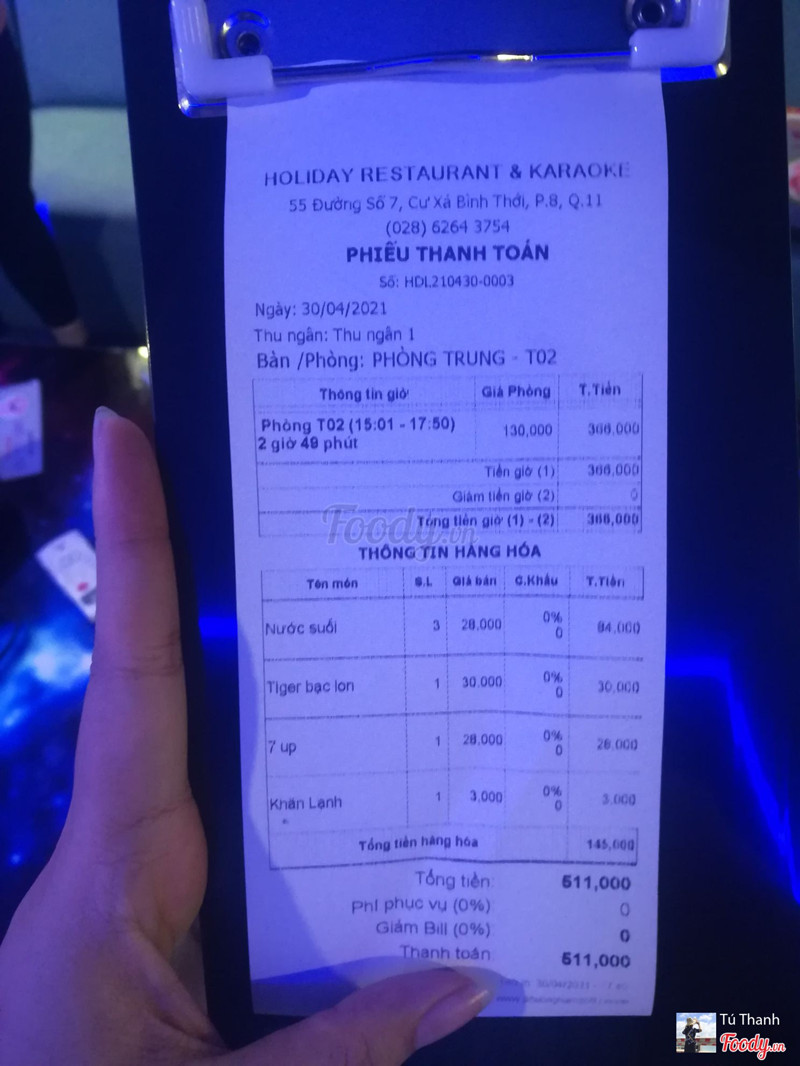 HOLIDAY RESTAURANT & KARAOKE
55 Đường Số 7, Cư Xá Bình Thới, P.8, Q.11
(028) 6264 3754
PHIẾU THANH TOÁN
Số: HDL210430-0003
Ngày: 30/04/2021
Thu ngân: Thu ngân 1
Bàn /Phòng: PHÒNG TRUNG - T02
Thông tin giờ Giá Phòng T.Tiền
Phòng T02 (15:01 - 17:50) 130,000 366,000
2 giờ 49 phút
Tiền giờ (1) 366,000
Giảm tiền giờ (2) 0
Tổng tiền giờ (1) - (2) 366,000
Foody.vn
THÔNG TIN HÀNG HÓA
Tên món S.L Giá bán C.Khấu T.Tiền
Nước suối 3 28,000 0% 0 84,000
Tiger bạc lon 1 30,000 0% 0 30,000
7 up 1 28,000 0% 0 28,000
Khăn Lạnh 1 3,000 0% 0 3,000
Tổng tiền hàng hóa 145,000
Tổng tiền: 511,000
Phí phục vụ (0%) 0
Giảm Bill (0%) 0
Thanh toán 511,000
Tú Thanh
Foody.vn